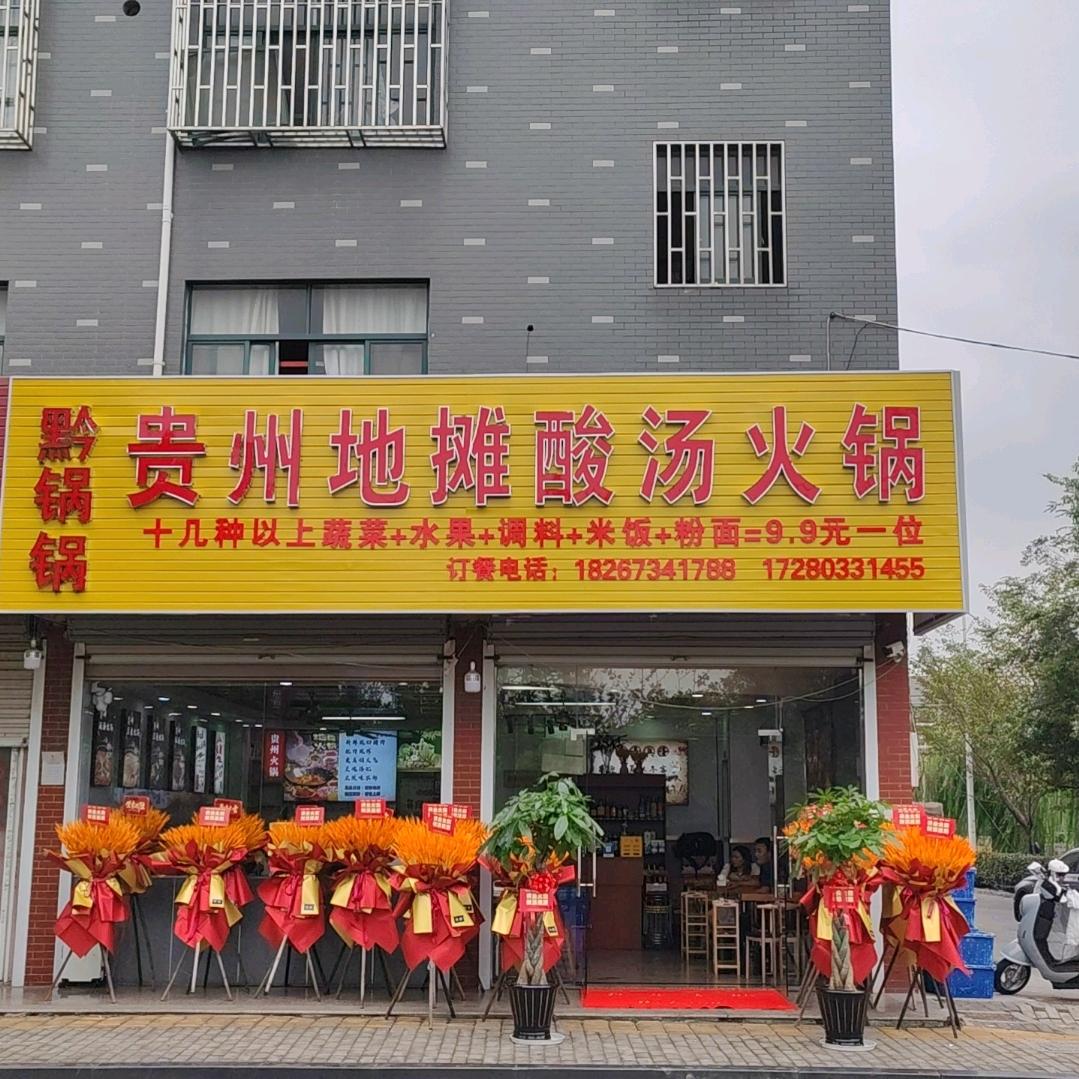 黔锅锅
贵州地摊酸汤火锅
十几种以上蔬菜+水果+调料+米饭+粉面=9.9元一位
订餐电话：18267341788 17280331455
贵州火锅